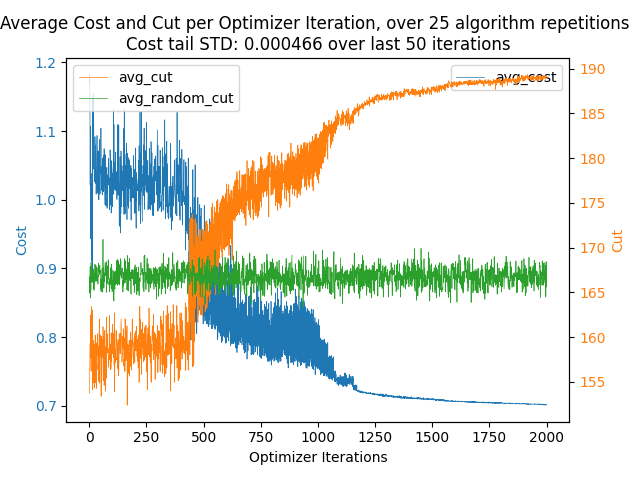 Average Cost and Cut per Optimizer Iteration, over 25 algorithm repetitions
Cost tail STD: 0.000466 over last 50 iterations
avg_cut
avg_random_cut
avg_cost
1.2
1.1
1.0
0.9
0.8
0.7
Cost
190
185
180
175
170
165
160
155
Cut
0 250 500 750 1000 1250 1500 1750 2000
Optimizer Iterations